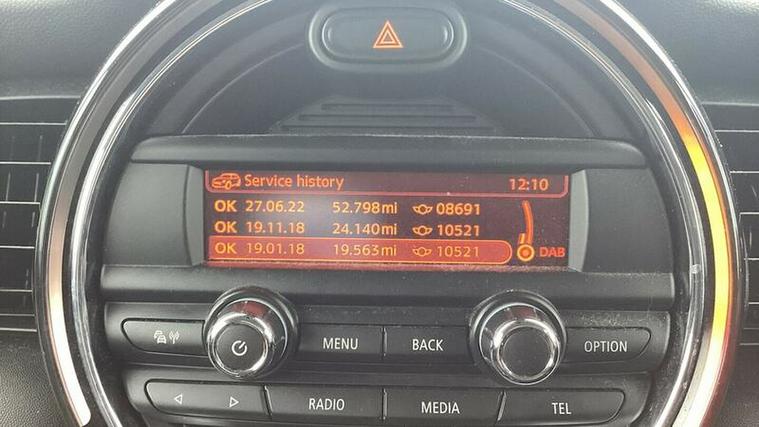 Service history 12:10
OK 27.06.22 52.798mi 08691
OK 19.11.18 24.140mi 10521
OK 19.01.18 19.563mi 10521
DAB
MENU BACK OPTION
RADIO MEDIA TEL